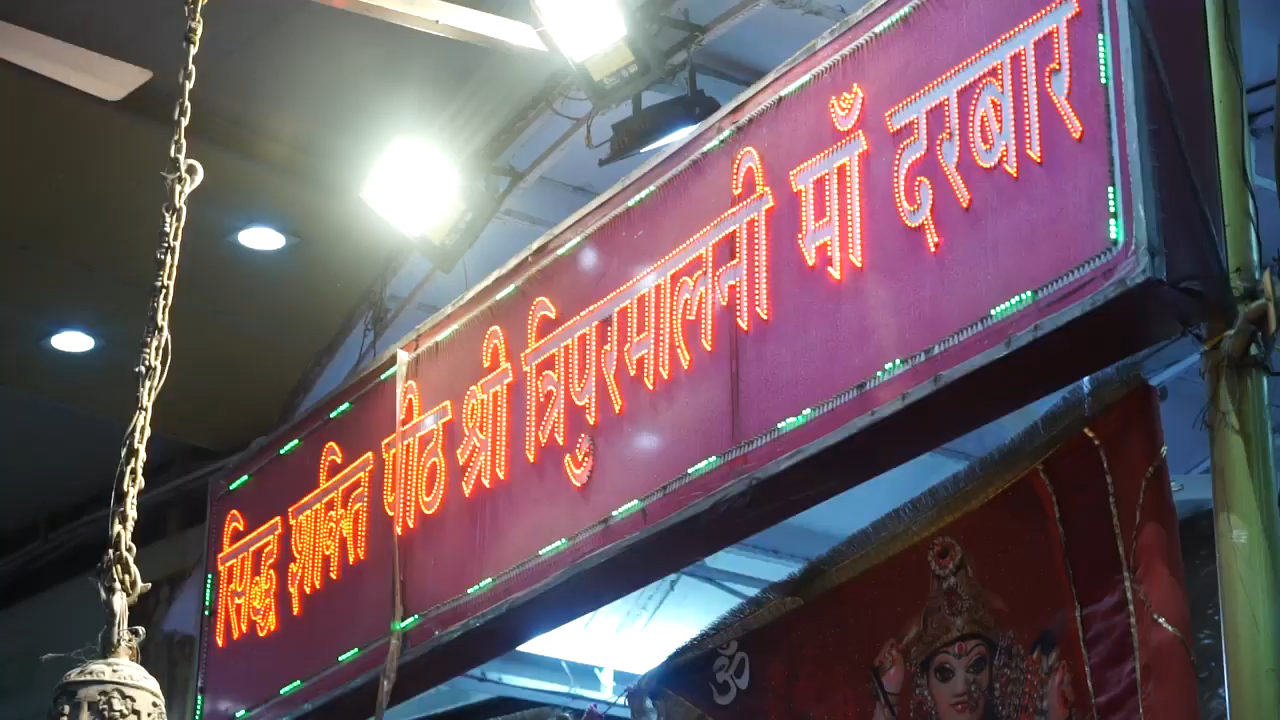 सिद्ध शक्ति पीठ श्री त्रिपुरमालनी माँ दरबार
ॐ